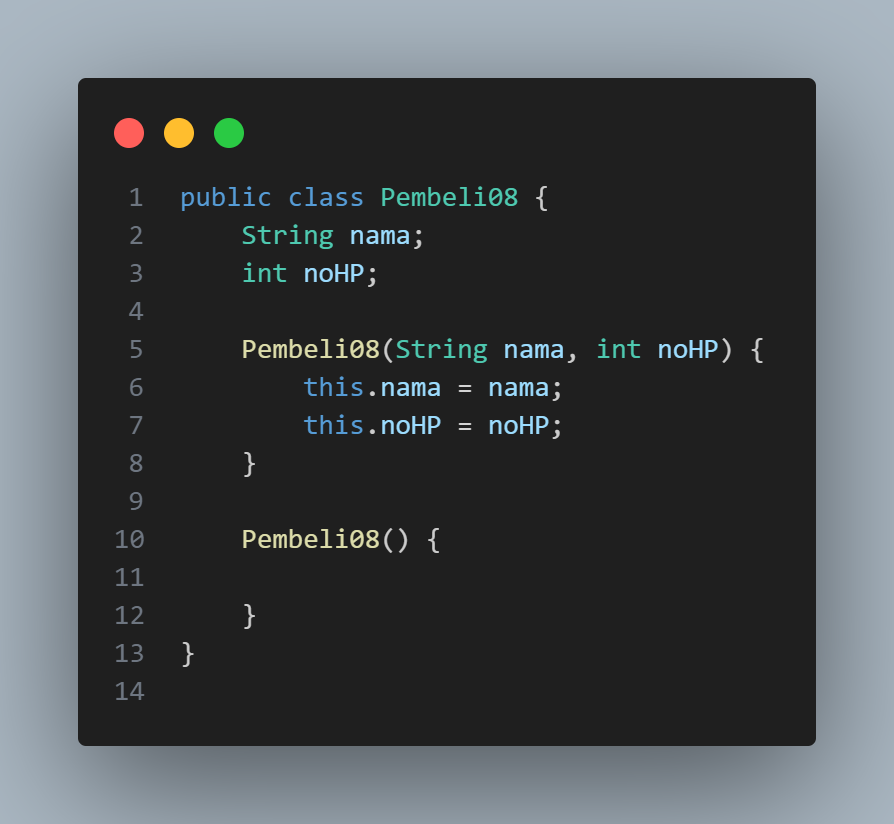 1 public class Pembeli08 {
2     String nama;
3     int noHP;
4
5     Pembeli08(String nama, int noHP) {
6         this.nama = nama;
7         this.noHP = noHP;
8     }
9
10     Pembeli08() {
11
12     }
13 }
14